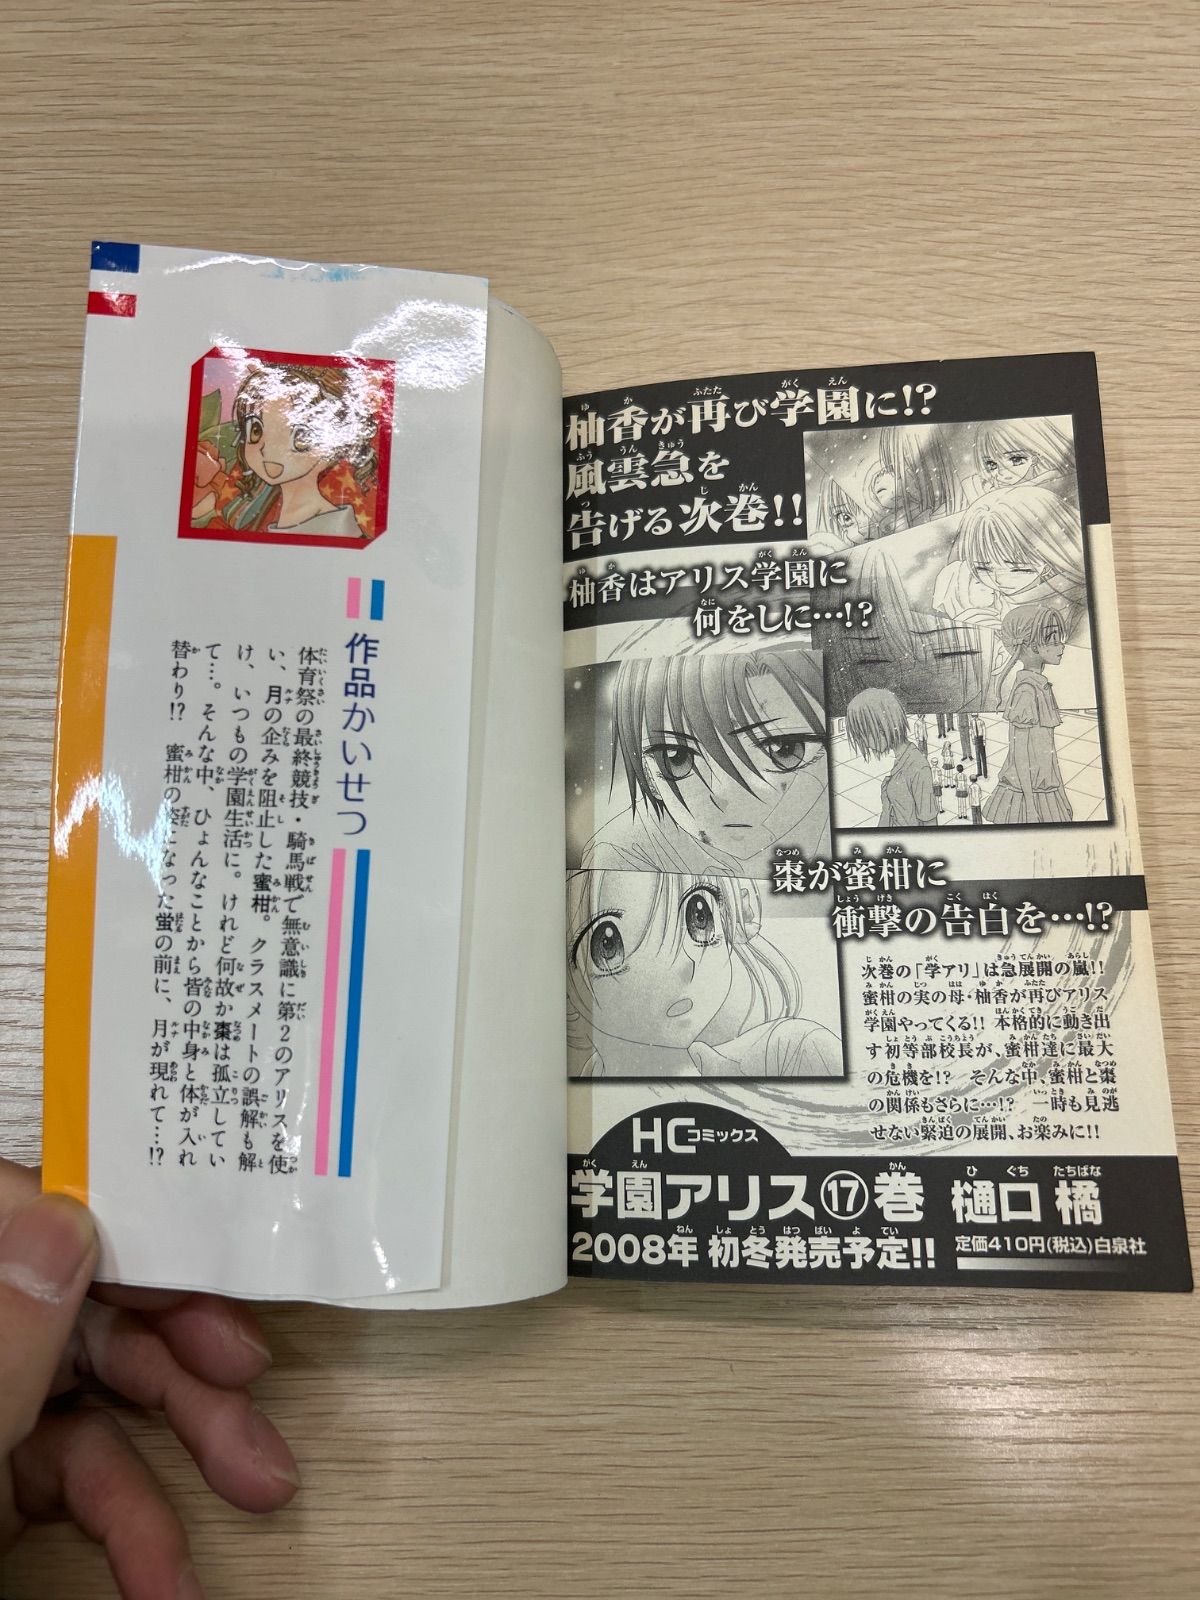 作品かいせつ
体育祭の最終競技・騎馬戦で無意識に第2のアリスを使
い、月の企みを阻止した蜜柑。クラスメートの誤解も解
け、いつもの学園生活に。けれど何故か棗は孤立してい
て…。そんな中、ひょんなことから皆の中身と体が入れ
替わり!? 蜜柑の姿になった蛍の前に、月が現れて…!?
柚香が再び学園に!?
風雲急を
告げる次巻!!
柚香はアリス学園に
何をしに…!?
棗が蜜柑に
衝撃の告白を…!?
次巻の「学アリ」は急展開の嵐!!
蜜柑の実の母・柚香が再びアリス
学園やってくる!! 本格的に動き出
す初等部校長が、蜜柑達に最大
の危機を!? そんな中、蜜柑と棗
の関係もさらに…!? 一時も見逃
せない緊迫の展開、お楽しみに!!
HCコミックス
学園アリス⑰巻 樋口橘
2008年 初冬発売予定!! 定価410円(税込)白泉社